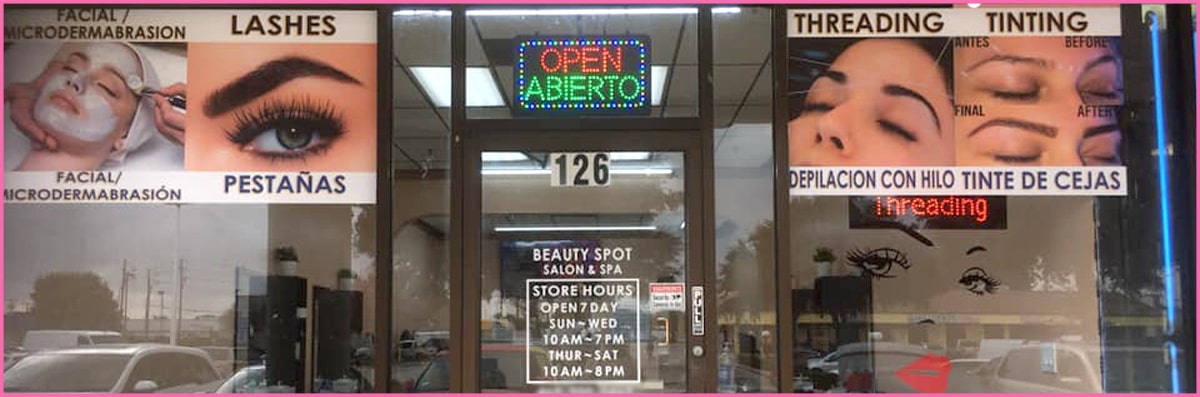 FACIAL /
MICRODERMABRASION
LASHES
FACIAL/
MICRODERMABRASIÓN
PESTAÑAS
OPEN
ABIERTO
126
BEAUTY SPOT
SALON & SPA
STORE HOURS
OPEN 7 DAY
SUN~WED
10AM~7PM
THUR~SAT
10AM~8PM
PULL
THREADING
TINTING
ANTES BEFORE
FINAL AFTER
DEPILACION CON HILO
TINTE DE CEJAS
Threading